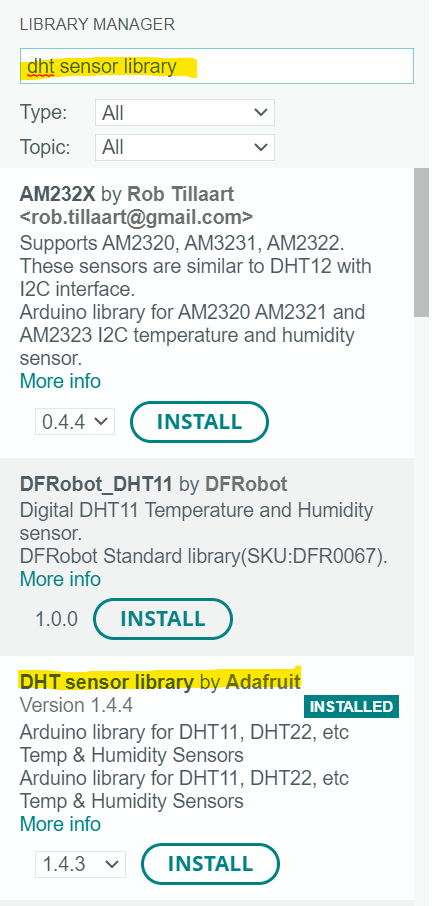 LIBRARY MANAGER
dht sensor library
Type: All
Topic: All
AM232X by Rob Tillaart
<rob.tillaart@gmail.com>
Supports AM2320, AM3231, AM2322.
These sensors are similar to DHT12 with
I2C interface.
Arduino library for AM2320 AM2321 and
AM2323 I2C temperature and humidity
sensor.
More info
0.4.4 INSTALL
DFRobot_DHT11 by DFRobot
Digital DHT11 Temperature and Humidity
sensor.
DFRobot Standard library(SKU:DFR0067).
More info
1.0.0 INSTALL
DHT sensor library by Adafruit
Version 1.4.4 INSTALLED
Arduino library for DHT11, DHT22, etc
Temp & Humidity Sensors
Arduino library for DHT11, DHT22, etc
Temp & Humidity Sensors
More info
1.4.3 INSTALL